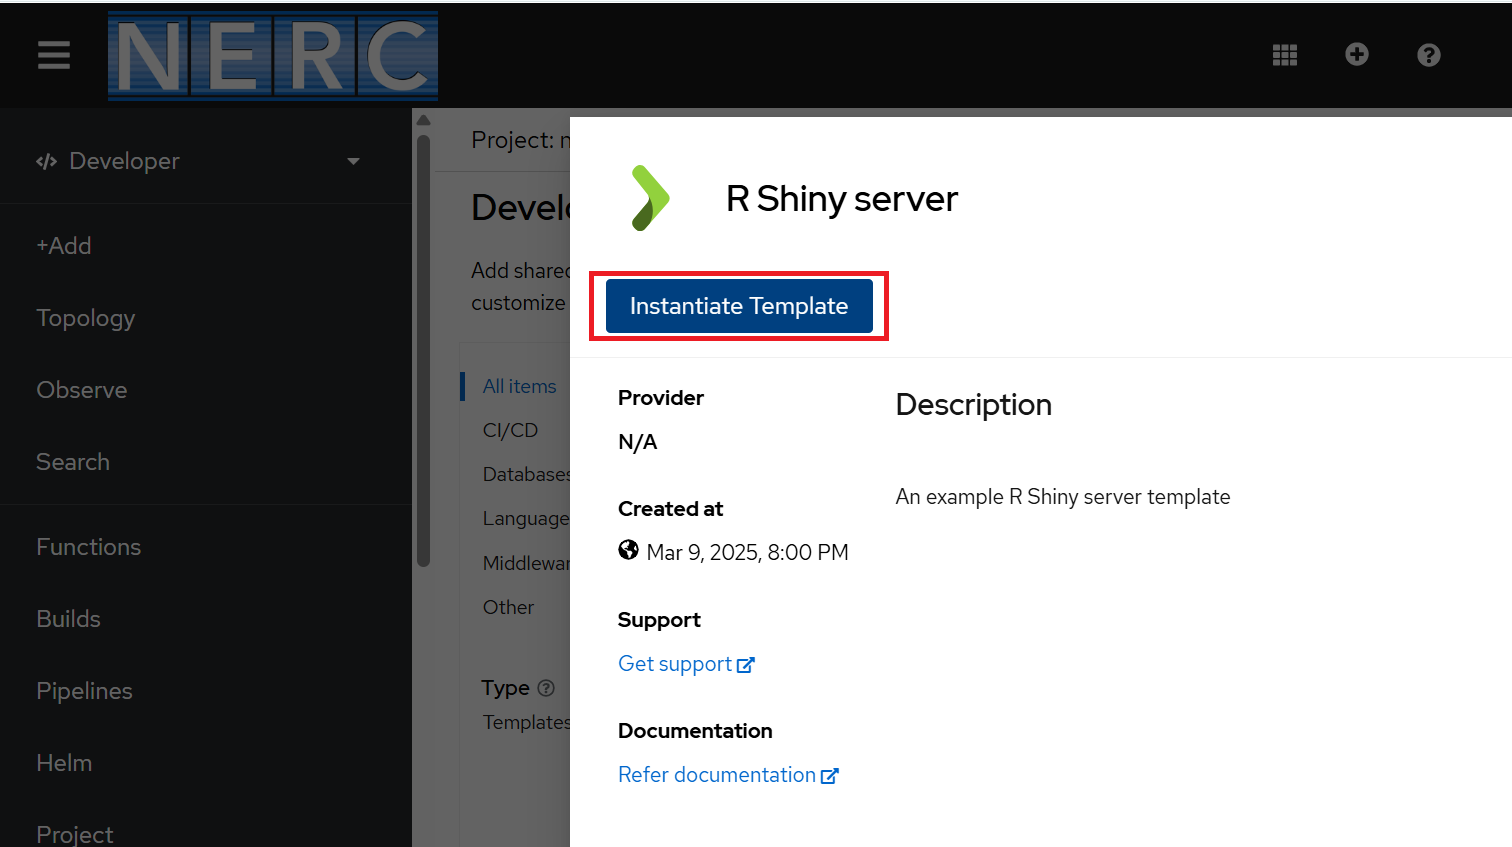 NERC
Developer
+Add
Topology
Observe
Search
Functions
Builds
Pipelines
Helm
Project
Project: n
Develo
Add shared
customize
All items
CI/CD
Databases
Language
Middlewar
Other
Type
Templates
R Shiny server
Instantiate Template
Provider
N/A
Created at
Mar 9, 2025, 8:00 PM
Support
Get support
Documentation
Refer documentation
Description
An example R Shiny server template